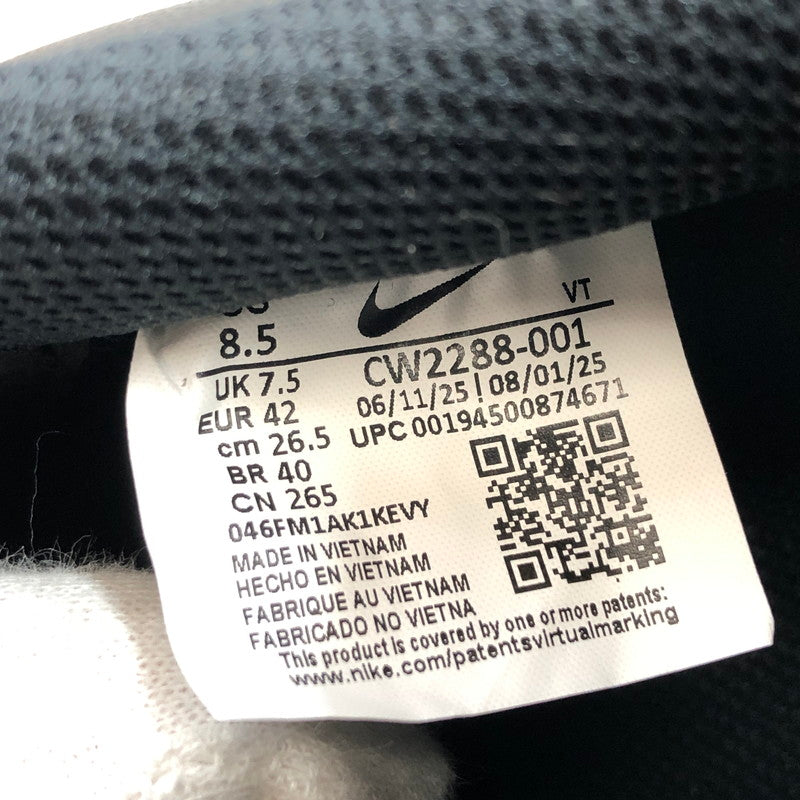 8.5
VT
CW2288-001
UK 7.5
06/11/25 ! 08/01/25
EUR 42
UPC 00194500874671
cm 26.5
BR 40
CN 265
046FM1AK1KEVY
MADE IN VIETNAM
HECHO EN VIETNAM
FABRIQUE AU VIETNAM
FABRICADO NO VIETNA
This product is covered by one or more patents:
www.nike.com/patentsvirtualmarking